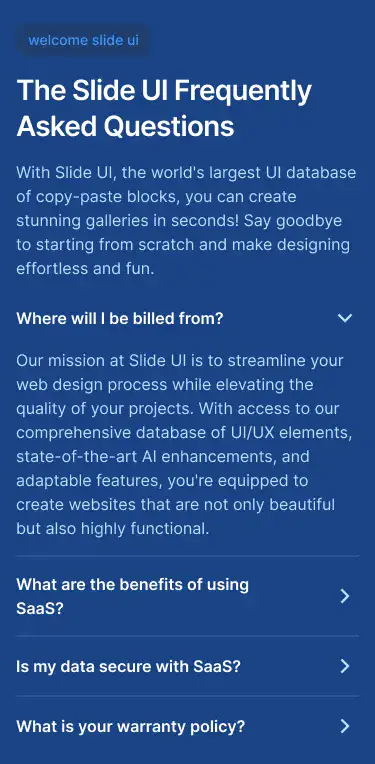 welcome slide ui
The Slide UI Frequently
Asked Questions
With Slide UI, the world's largest UI database
of copy-paste blocks, you can create
stunning galleries in seconds! Say goodbye
to starting from scratch and make designing
effortless and fun.
Where will I be billed from?
Our mission at Slide UI is to streamline your
web design process while elevating the
quality of your projects. With access to our
comprehensive database of UI/UX elements,
state-of-the-art AI enhancements, and
adaptable features, you're equipped to
create websites that are not only beautiful
but also highly functional.
What are the benefits of using
SaaS?
Is my data secure with SaaS?
What is your warranty policy?